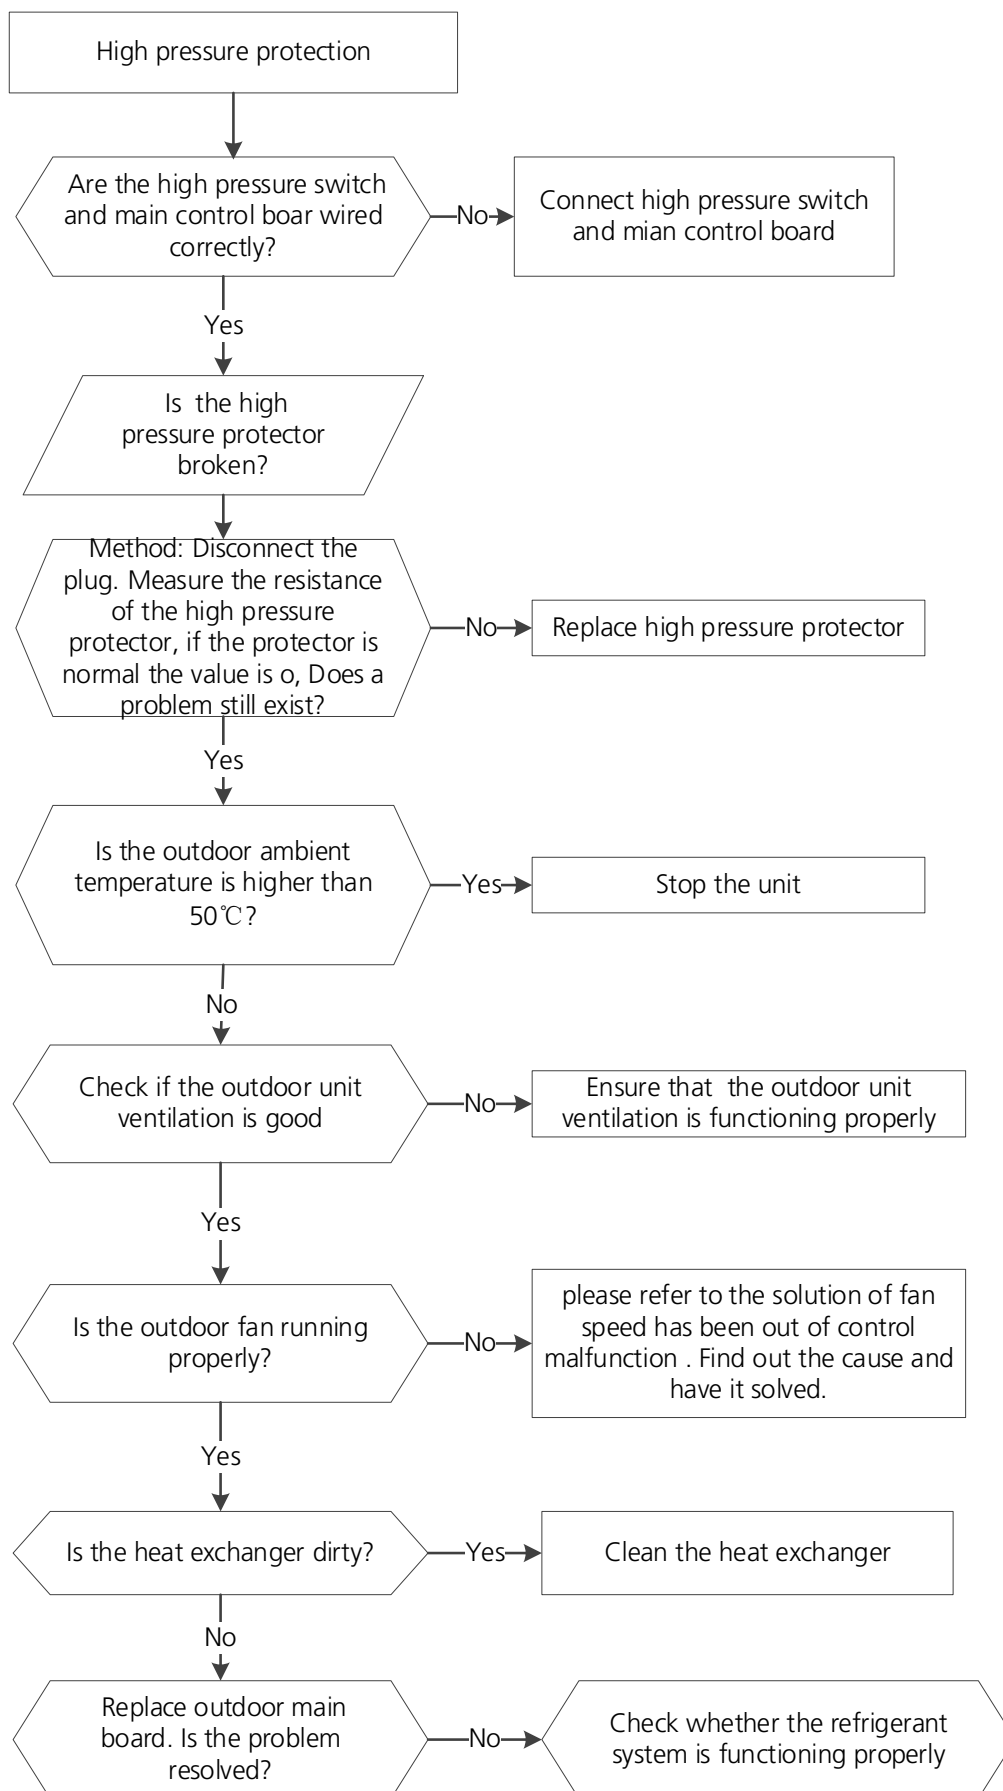 High pressure protection
Are the high pressure switch
and main control boar wired
correctly?
No
Connect high pressure switch
and mian control board
Yes
Is the high
pressure protector
broken?
Method: Disconnect the
plug. Measure the resistance
of the high pressure
protector, if the protector is
normal the value is o, Does a
problem still exist?
No
Replace high pressure protector
Yes
Is the outdoor ambient
temperature is higher than
50℃?
Yes
Stop the unit
No
Check if the outdoor unit
ventilation is good
No
Ensure that the outdoor unit
ventilation is functioning properly
Yes
Is the outdoor fan running
properly?
No
please refer to the solution of fan
speed has been out of control
malfunction . Find out the cause and
have it solved.
Yes
Is the heat exchanger dirty?
Yes
Clean the heat exchanger
No
Replace outdoor main
board. Is the problem
resolved?
No
Check whether the refrigerant
system is functioning properly